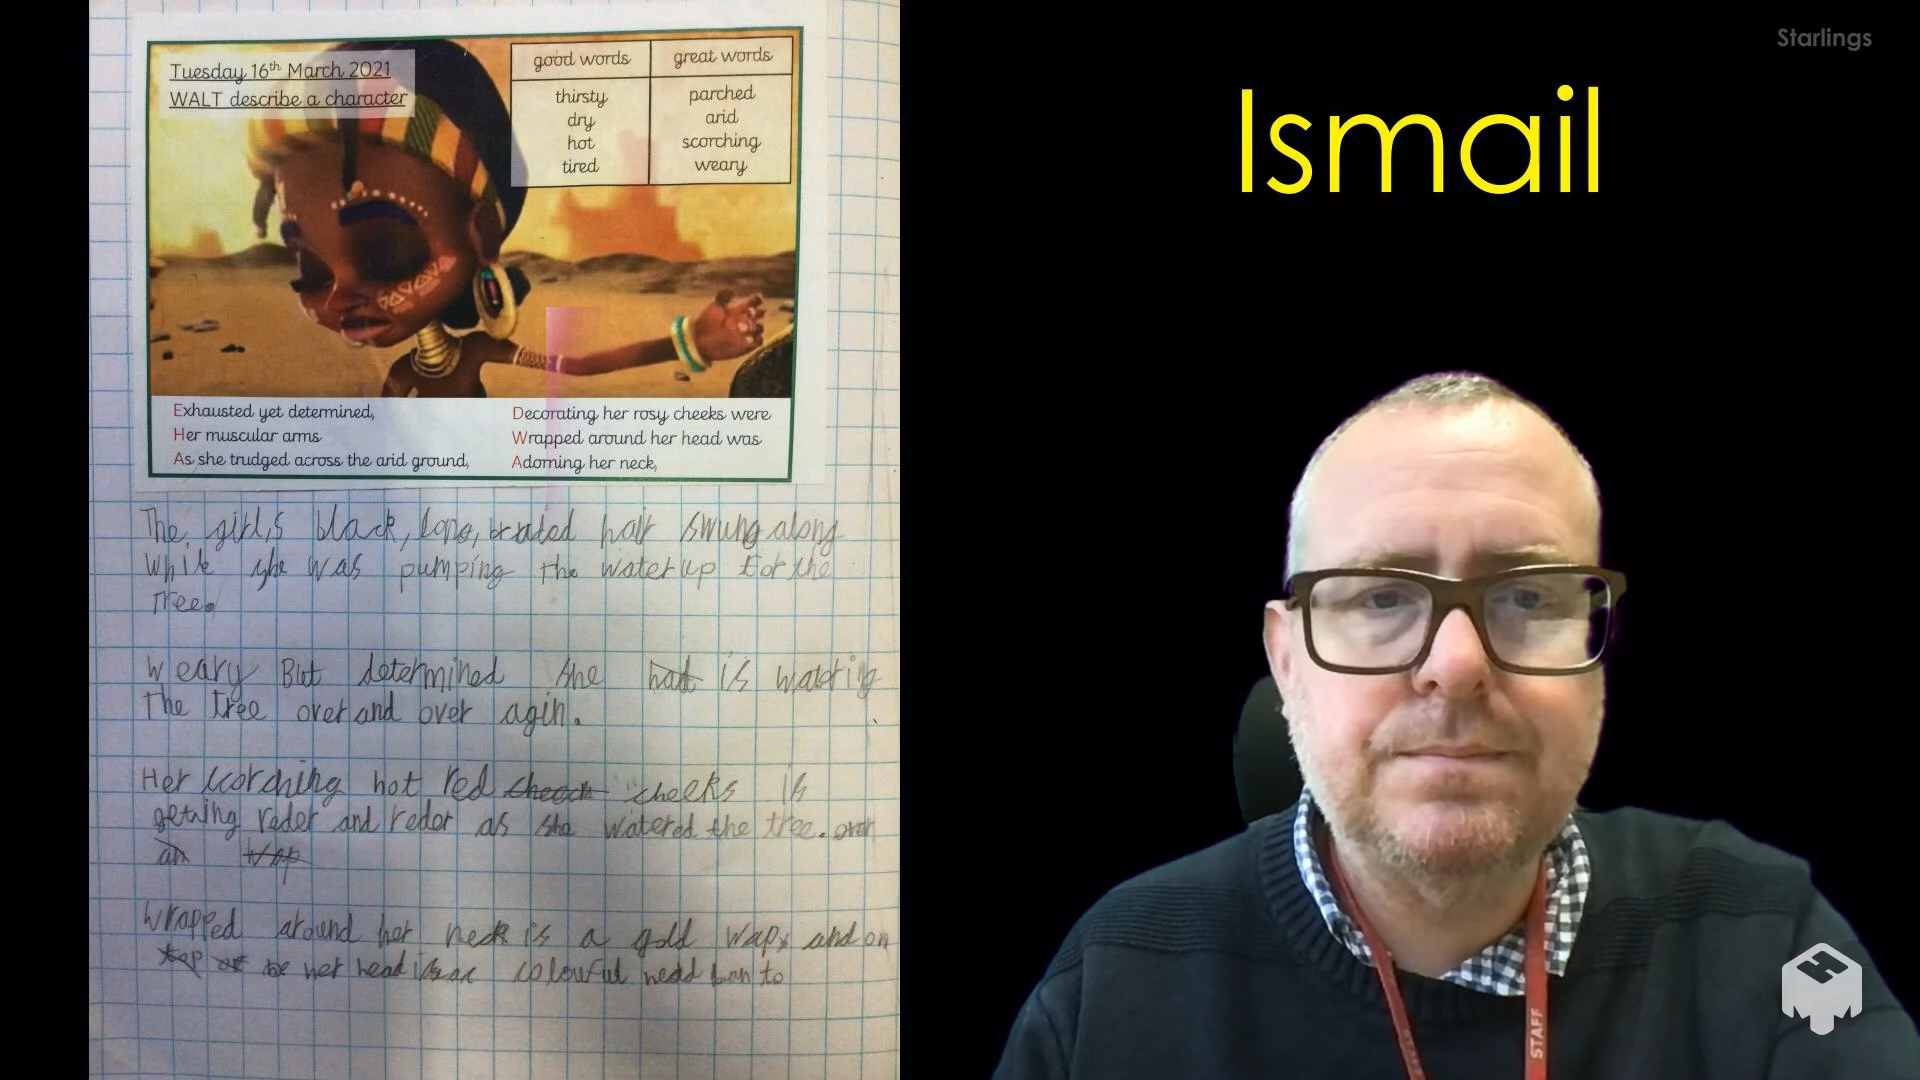 Tuesday 16th March 2021
WALT describe a character
good words great words
thirsty parched
dry arid
hot scorching
tired weary
Exhausted yet determined,
Her muscular arms
As she trudged across the arid ground,
Decorating her rosy cheeks were
Wrapped around her head was
Adorning her neck,
The girl,s black, long, brated hair swung along
While she was pumping the water up for the
Tree.
Weary But determined she is watering
The tree over and over agin.
Her scorching hot red cheeks is
getting reder and reder as she watered the tree. over
Wrapped around her neck is a gold wap, and on
her head colourful head
Ismail
Starlings
STAFF